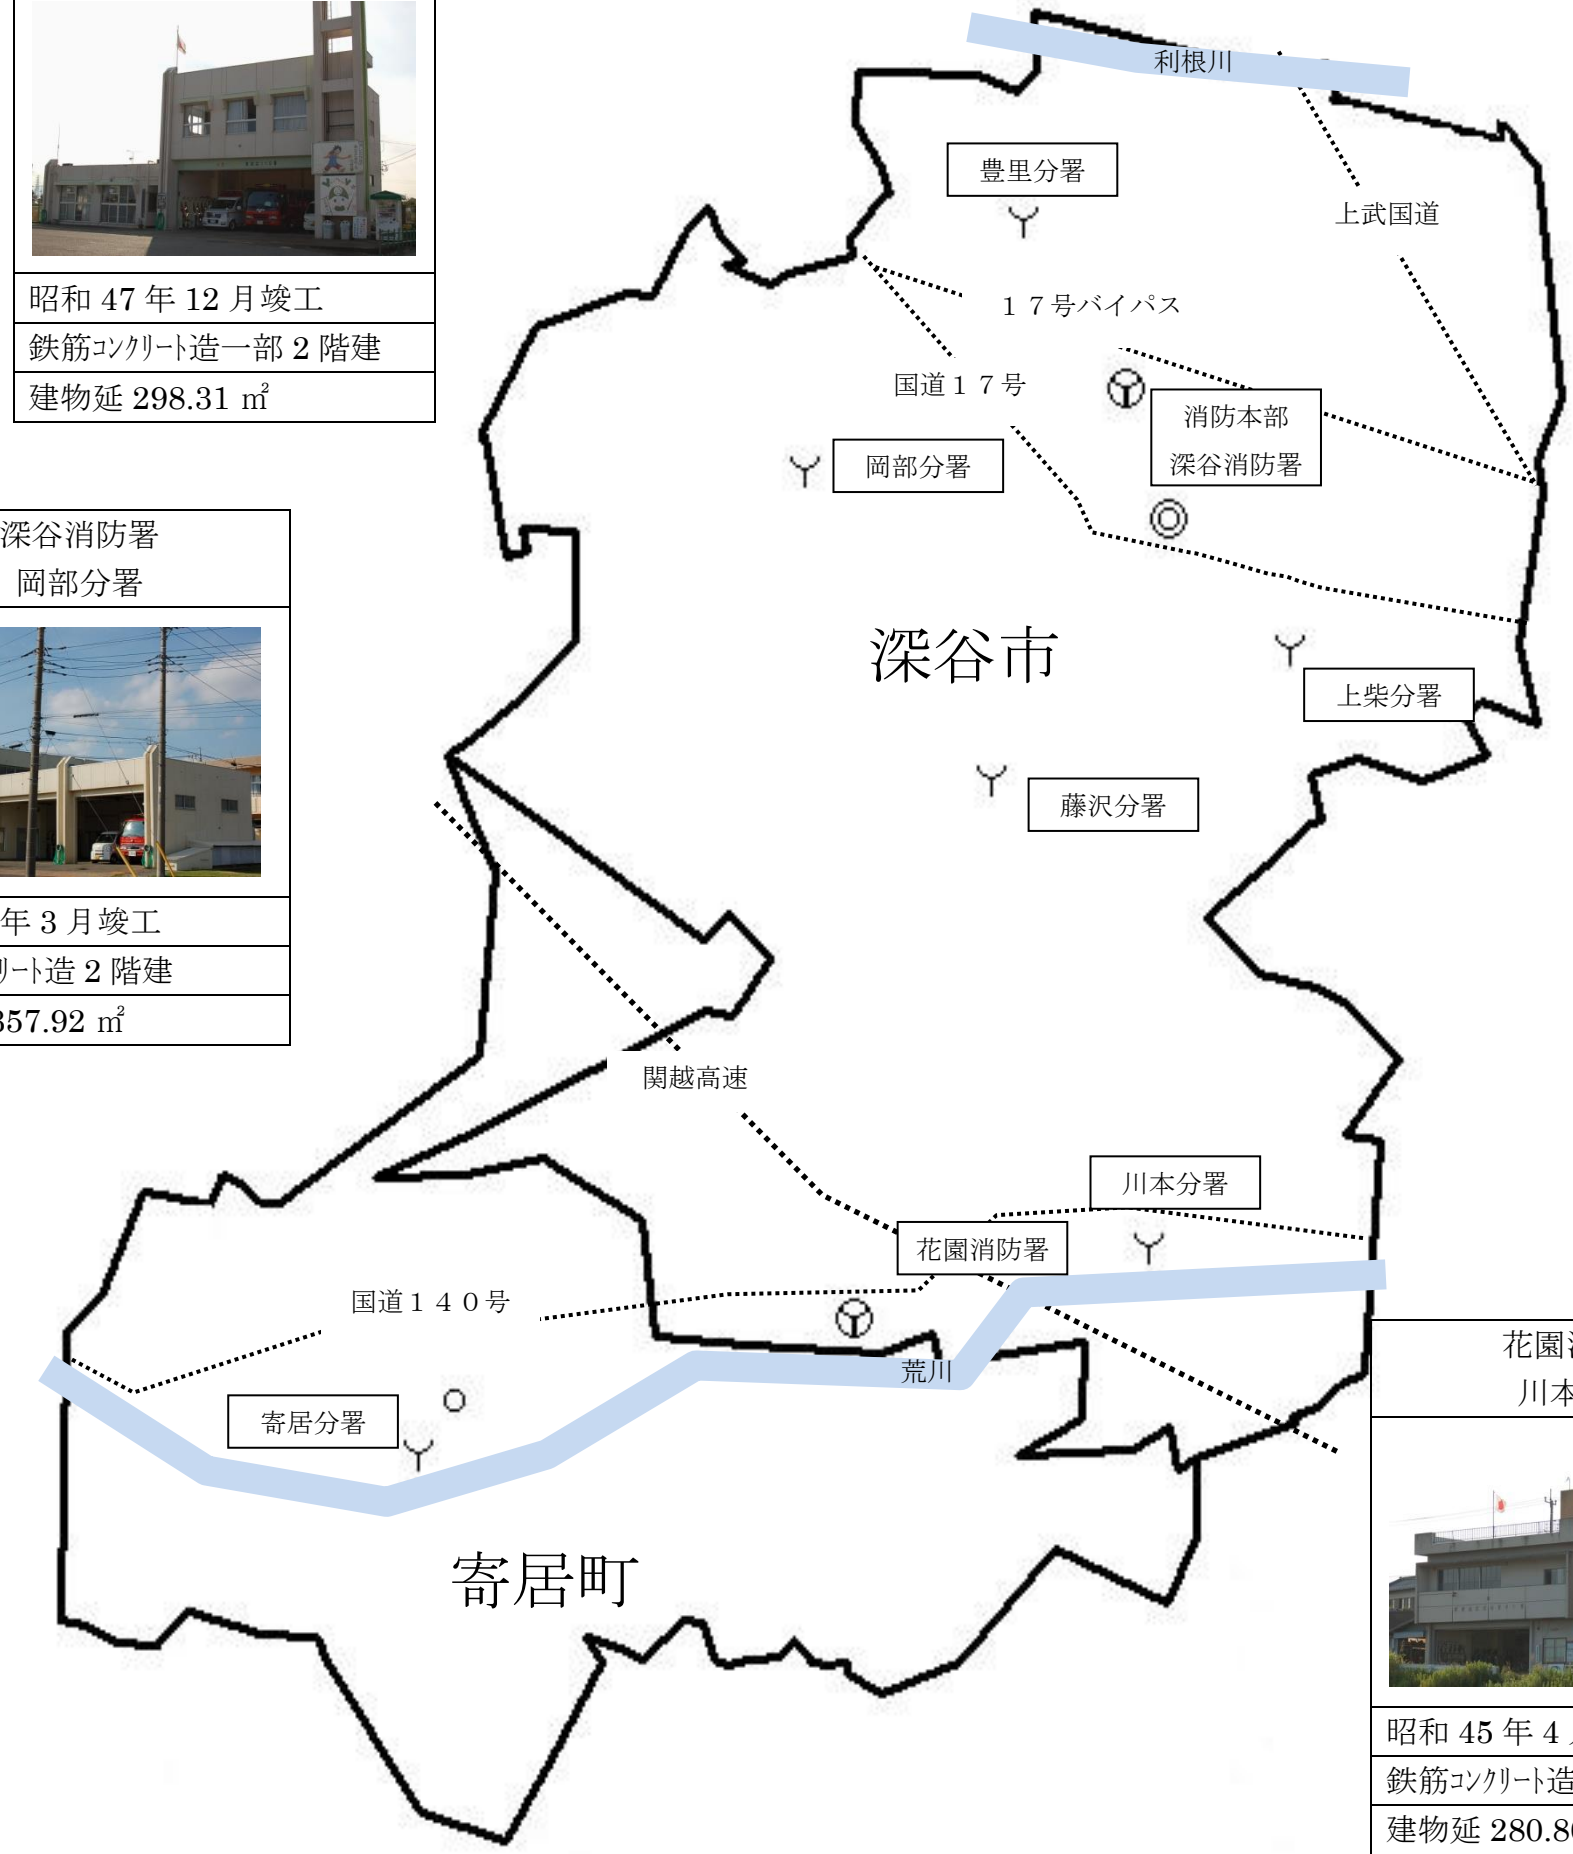 昭和 47 年 12 月竣工
鉄筋ｺﾝｸﾘｰﾄ造一部 2 階建
建物延 298.31 ㎡
利根川
豊里分署
上武国道
１７号バイパス
国道１７号
消防本部
深谷消防署
岡部分署
深谷消防署
岡部分署
年 3 月竣工
ﾘｰﾄ造 2 階建
357.92 ㎡
深谷市
上柴分署
藤沢分署
関越高速
川本分署
花園消防署
国道１４０号
荒川
寄居分署
寄居町
花園
川本
昭和 45 年 4
鉄筋ｺﾝｸﾘｰﾄ造
建物延 280.8